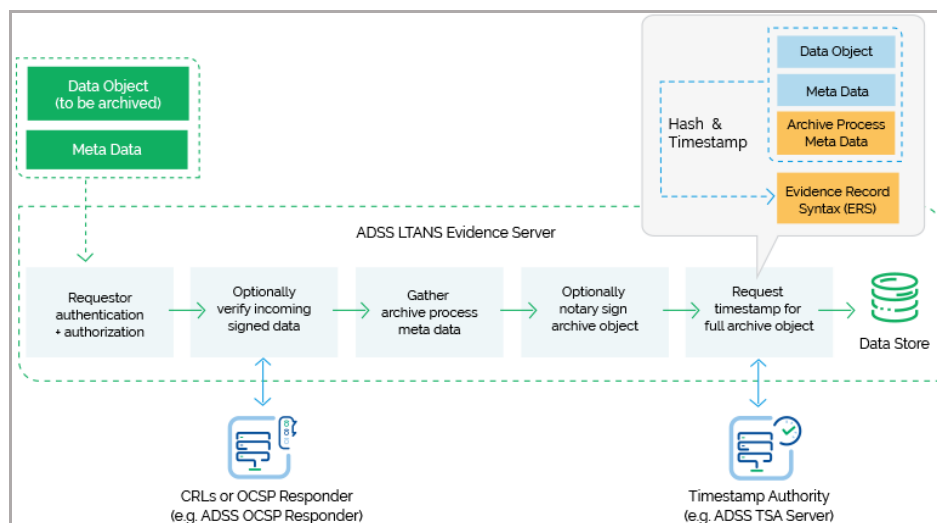 Data Object
(to be archived)
Meta Data
Data Object
Meta Data
Hash &
Timestamp
Archive Process
Meta Data
Evidence Record
Syntax (ERS)
ADSS LTANS Evidence Server
Requestor
authentication
+ authorization
Optionally
verify incoming
signed data
Gather
archive process
meta data
Optionally
notary sign
archive object
Request
timestamp for
full archive object
Data Store
CRLs or OCSP Responder
(e.g. ADSS OCSP Responder)
Timestamp Authority
(e.g. ADSS TSA Server)